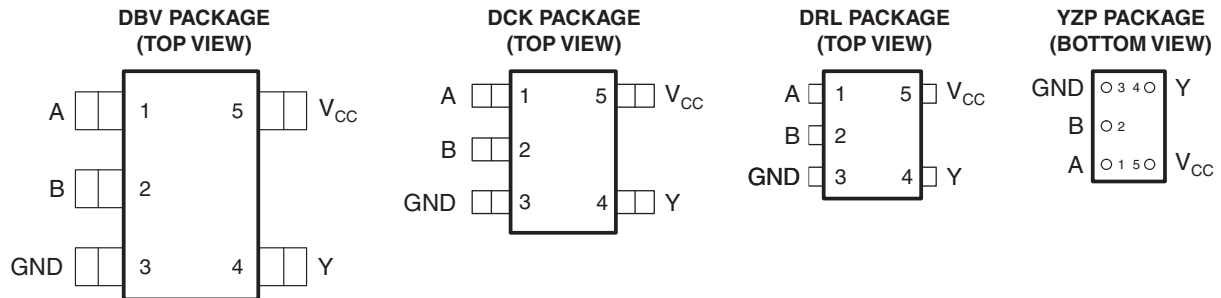 DBV PACKAGE
(TOP VIEW)
A 1 5 VCC
B 2
GND 3 4 Y
DCK PACKAGE
(TOP VIEW)
A 1 5 VCC
B 2
GND 3 4 Y
DRL PACKAGE
(TOP VIEW)
A 1 5 VCC
B 2
GND 3 4 Y
YZP PACKAGE
(BOTTOM VIEW)
GND 3 4 Y
B 2
A 1 5 VCC